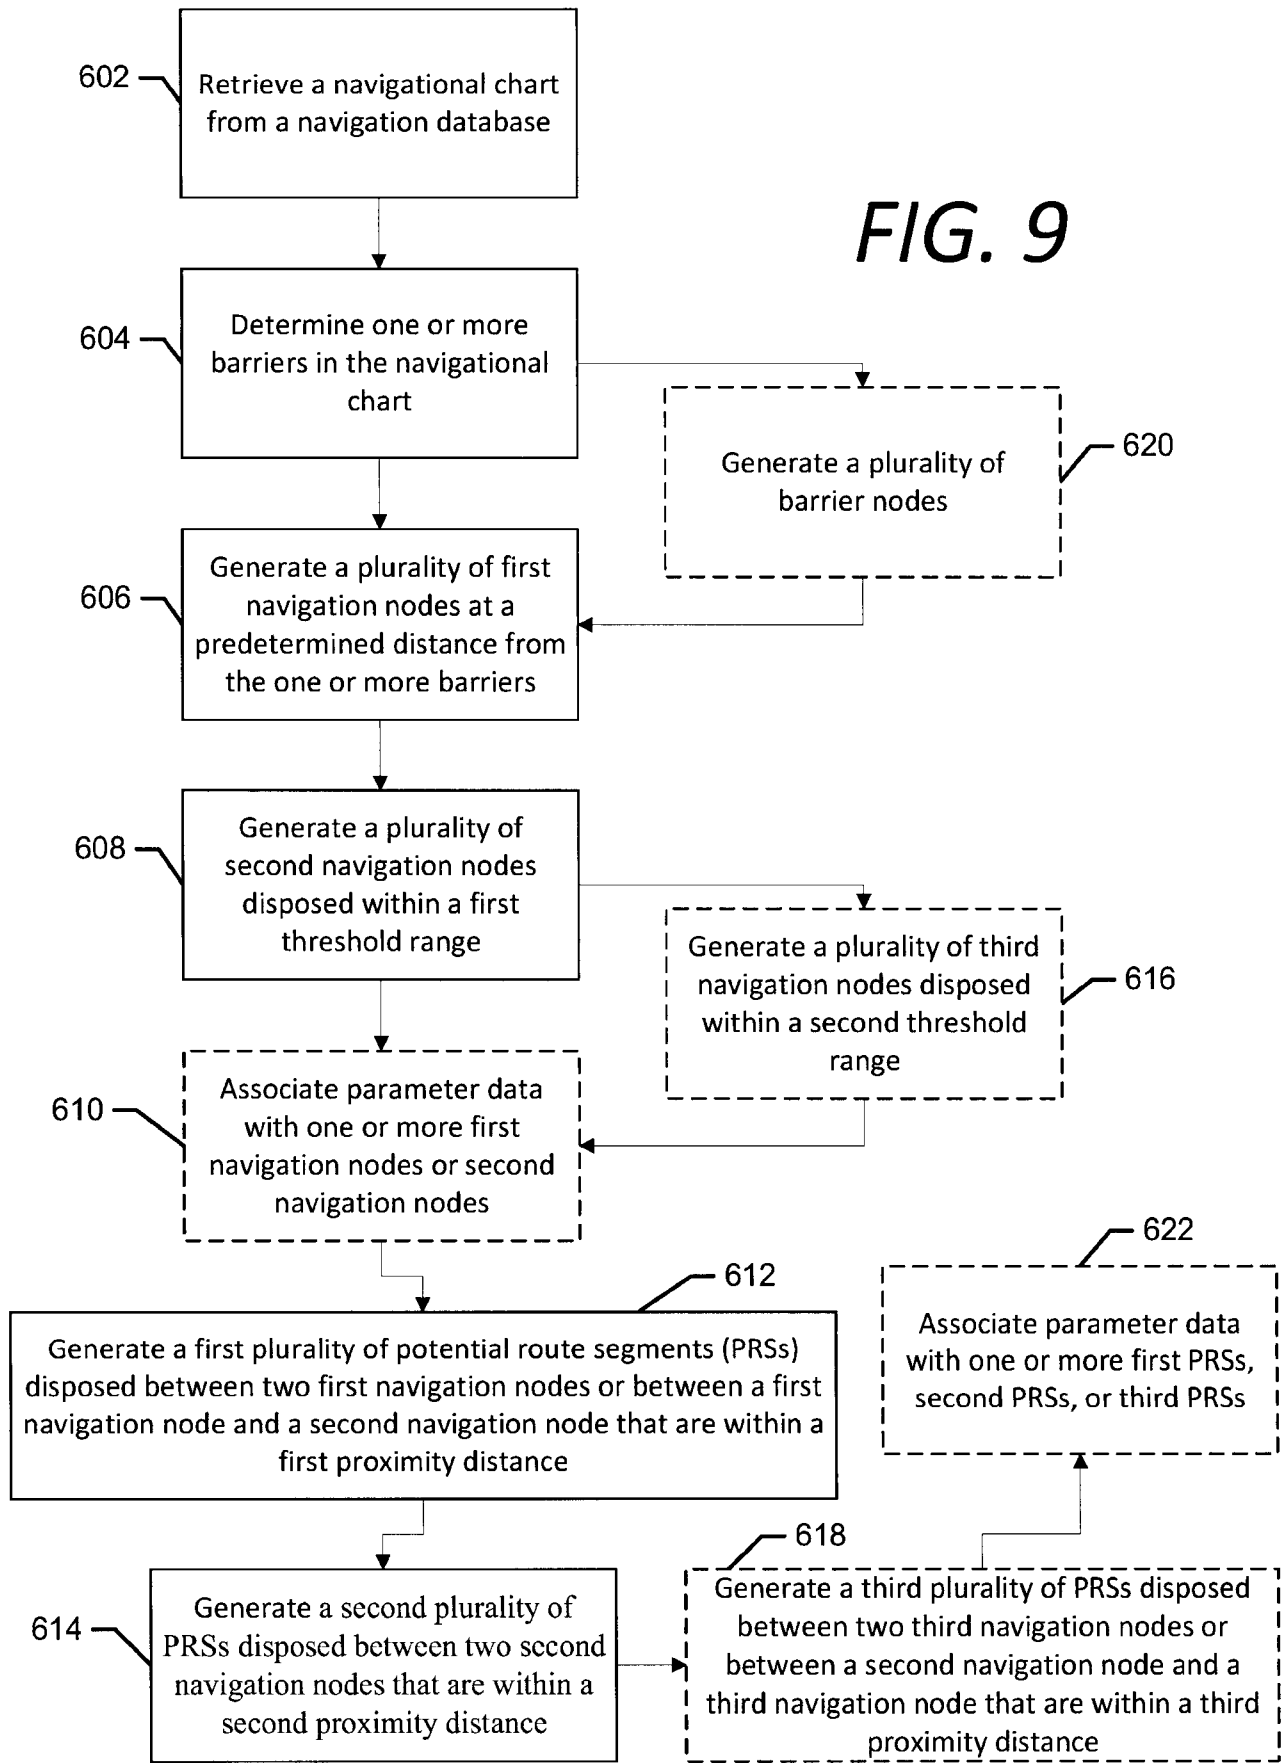 602
Retrieve a navigational chart
from a navigation database
FIG. 9
604
Determine one or more
barriers in the navigational
chart
620
Generate a plurality of
barrier nodes
606
Generate a plurality of first
navigation nodes at a
predetermined distance from
the one or more barriers
608
Generate a plurality of
second navigation nodes
disposed within a first
threshold range
616
Generate a plurality of third
navigation nodes disposed
within a second threshold
range
610
Associate parameter data
with one or more first
navigation nodes or second
navigation nodes
622
Associate parameter data
with one or more first PRSs,
second PRSs, or third PRSs
612
Generate a first plurality of potential route segments (PRSs)
disposed between two first navigation nodes or between a first
navigation node and a second navigation node that are within a
first proximity distance
614
Generate a second plurality of
PRSs disposed between two second
navigation nodes that are within a
second proximity distance
618
Generate a third plurality of PRSs disposed
between two third navigation nodes or
between a second navigation node and a
third navigation node that are within a third
proximity distance